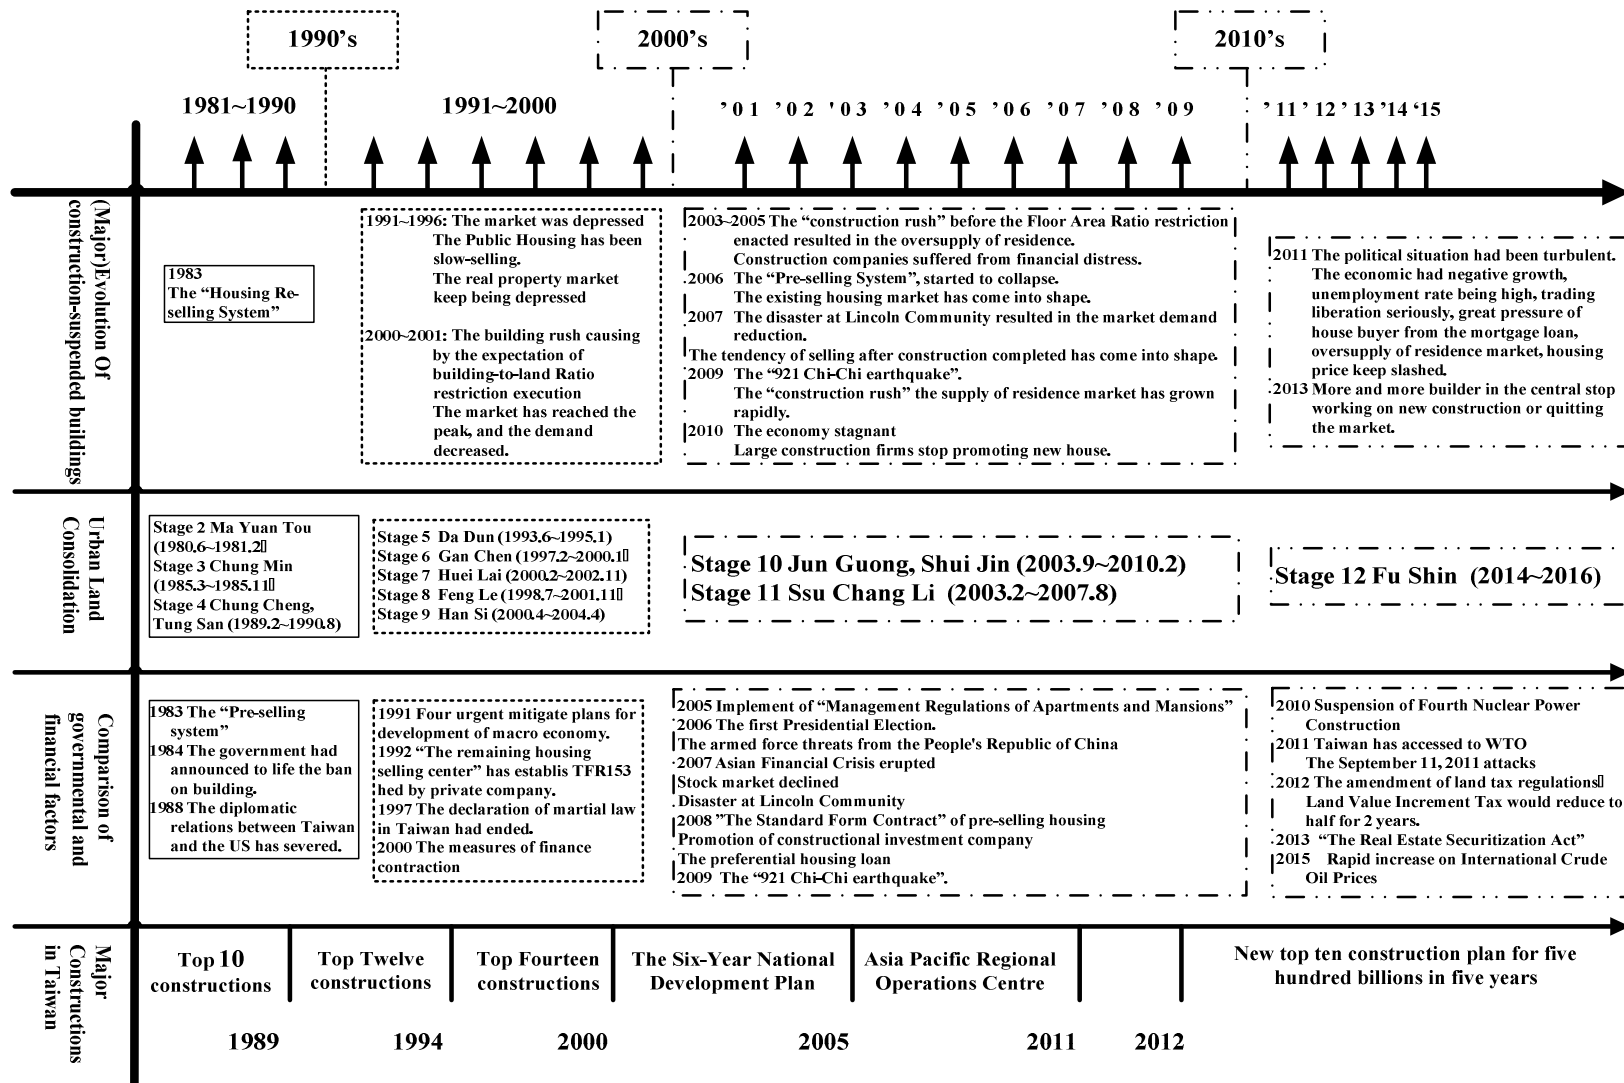 1990's
2000's
2010's
1981~1990
1991~2000
'01 '02 '03 '04 '05 '06 '07 '08 '09
'11 '12 '13 '14 '15
(Major)Evolution Of
construction-suspended buildings
1983
The “Housing Re-
selling System”
1991~1996: The market was depressed
The Public Housing has been
slow-selling.
The real property market
keep being depressed
2000~2001: The building rush causing
by the expectation of
building-to-land Ratio
restriction execution
The market has reached the
peak, and the demand
decreased.
2003~2005 The “construction rush” before the Floor Area Ratio restriction
enacted resulted in the oversupply of residence.
Construction companies suffered from financial distress.
2006 The “Pre-selling System”, started to collapse.
The existing housing market has come into shape.
2007 The disaster at Lincoln Community resulted in the market demand
reduction.
The tendency of selling after construction completed has come into shape.
2009 The “921 Chi-Chi earthquake”.
The “construction rush” the supply of residence market has grown
rapidly.
2010 The economy stagnant
Large construction firms stop promoting new house.
2011 The political situation had been turbulent.
The economic had negative growth,
unemployment rate being high, trading
liberation seriously, great pressure of
house buyer from the mortgage loan,
oversupply of residence market, housing
price keep slashed.
2013 More and more builder in the central stop
working on new construction or quitting
the market.
Urban Land
Consolidation
Stage 2 Ma Yuan Tou
(1980.6~1981.2
Stage 3 Chung Min
(1985.3~1985.11
Stage 4 Chung Cheng,
Tung San (1989.2~1990.8)
Stage 5 Da Dun (1993.6~1995.1)
Stage 6 Gan Chen (1997.2~2000.1
Stage 7 Huei Lai (2000.2~2002.11)
Stage 8 Feng Le (1998.7~2001.11
Stage 9 Han Si (2000.4~2004.4)
Stage 10 Jun Guong, Shui Jin (2003.9~2010.2)
Stage 11 Ssu Chang Li (2003.2~2007.8)
Stage 12 Fu Shin (2014~2016)
Comparison of
governmental and
financial factors
1983 The “Pre-selling
system”
1984 The government had
announced to life the ban
on building.
1988 The diplomatic
relations between Taiwan
and the US has severed.
1991 Four urgent mitigate plans for
development of macro economy.
1992 “The remaining housing
selling center” has establis TFR153
hed by private company.
1997 The declaration of martial law
in Taiwan had ended.
2000 The measures of finance
contraction
2005 Implement of “Management Regulations of Apartments and Mansions”
2006 The first Presidential Election.
The armed force threats from the People's Republic of China
2007 Asian Financial Crisis erupted
Stock market declined
Disaster at Lincoln Community
2008 ”The Standard Form Contract” of pre-selling housing
Promotion of constructional investment company
The preferential housing loan
2009 The “921 Chi-Chi earthquake”.
2010 Suspension of Fourth Nuclear Power
Construction
2011 Taiwan has accessed to WTO
The September 11, 2011 attacks
2012 The amendment of land tax regulations
Land Value Increment Tax would reduce to
half for 2 years.
2013 “The Real Estate Securitization Act”
2015 Rapid increase on International Crude
Oil Prices
Major
Constructions
in Taiwan
Top 10
constructions
Top Twelve
constructions
Top Fourteen
constructions
The Six-Year National
Development Plan
Asia Pacific Regional
Operations Centre
New top ten construction plan for five
hundred billions in five years
1989
1994
2000
2005
2011
2012